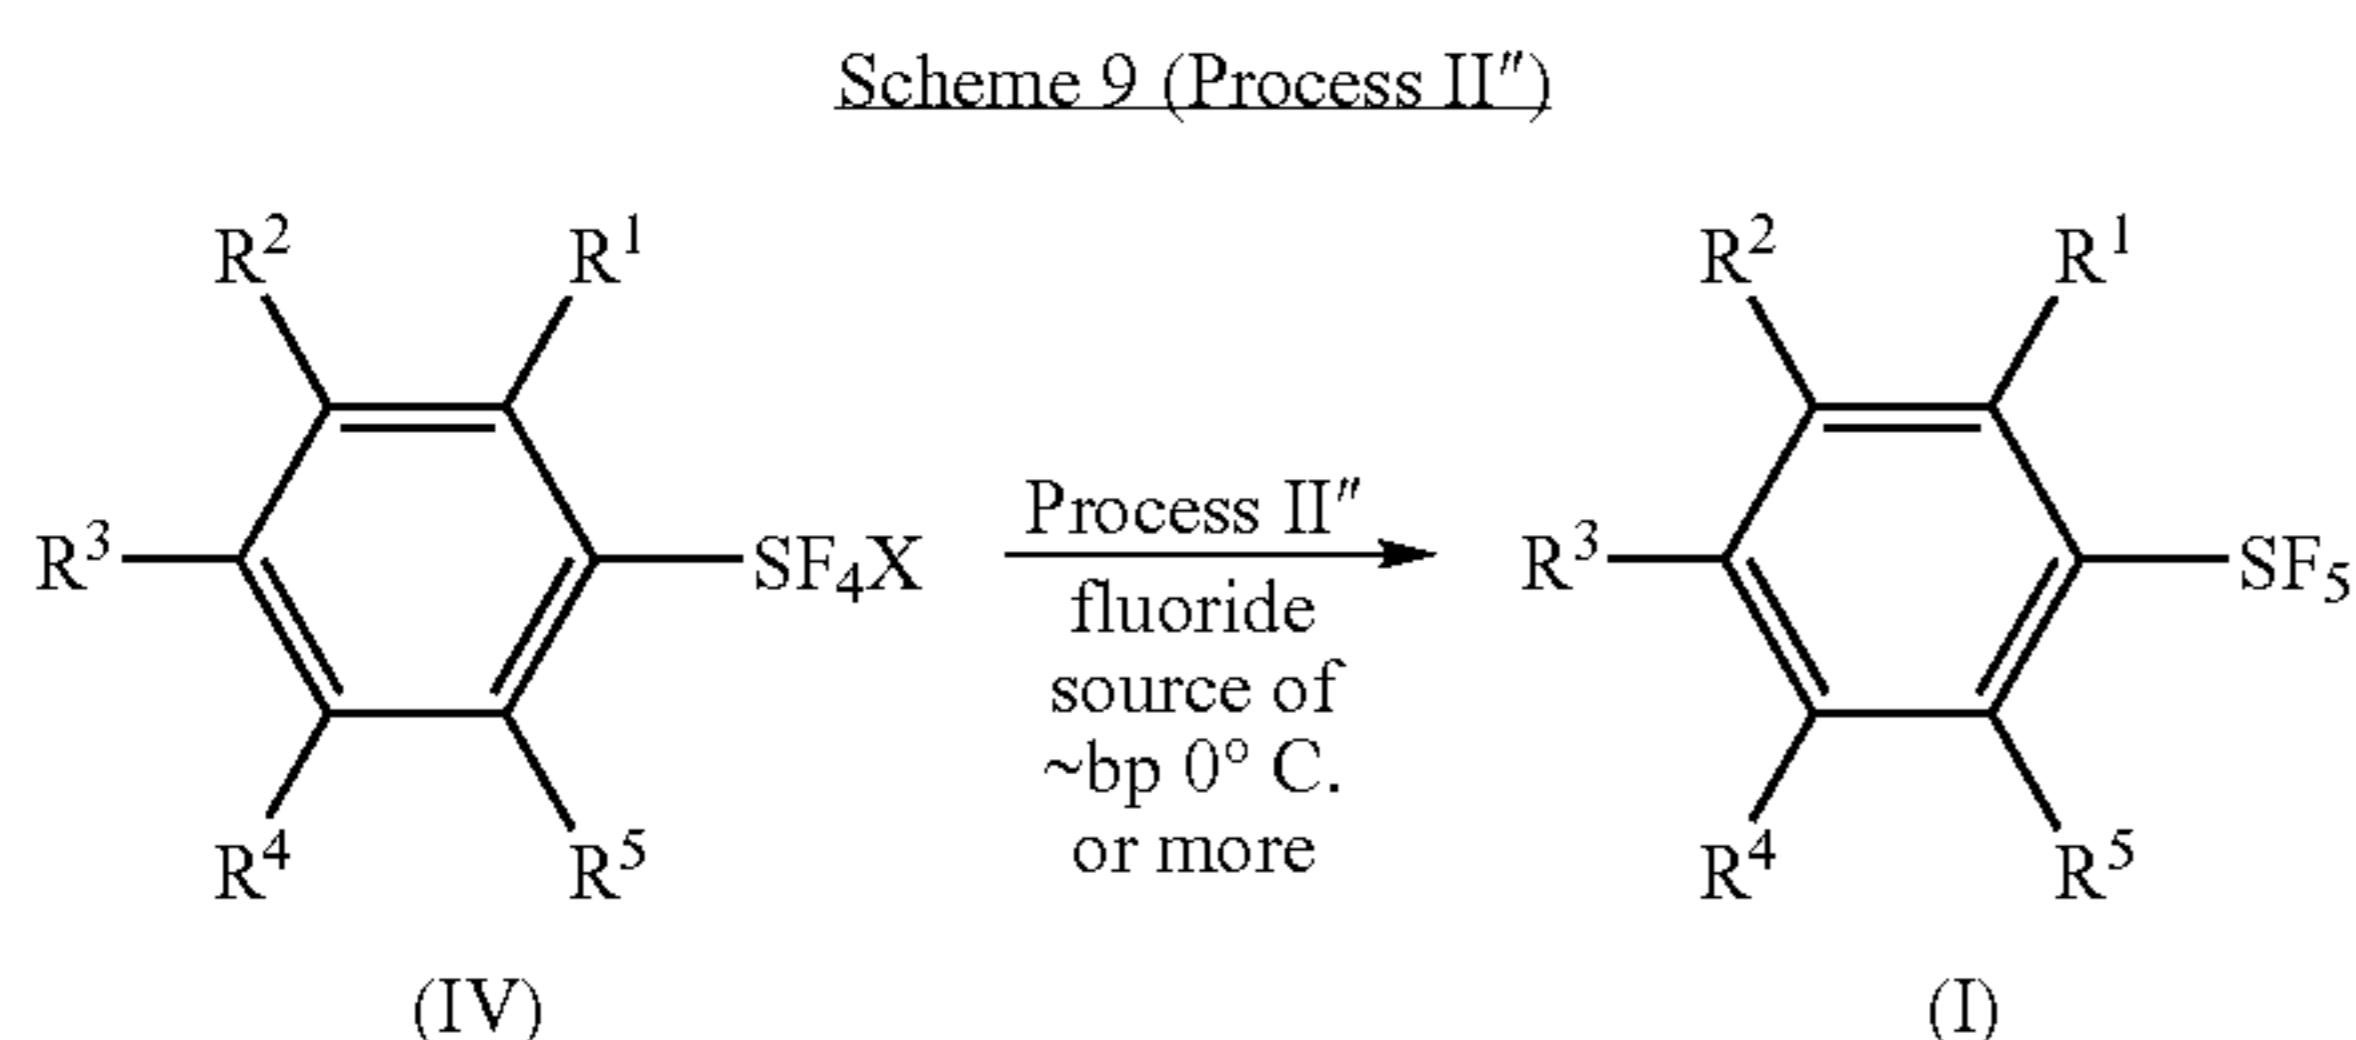 Scheme 9 (Process II″)
R² R¹ R² R¹
R³ SF₄X Process II″ R³ SF₅
fluoride
source of
~bp 0° C.
or more
R⁴ R⁵ R⁴ R⁵
(IV) (I)